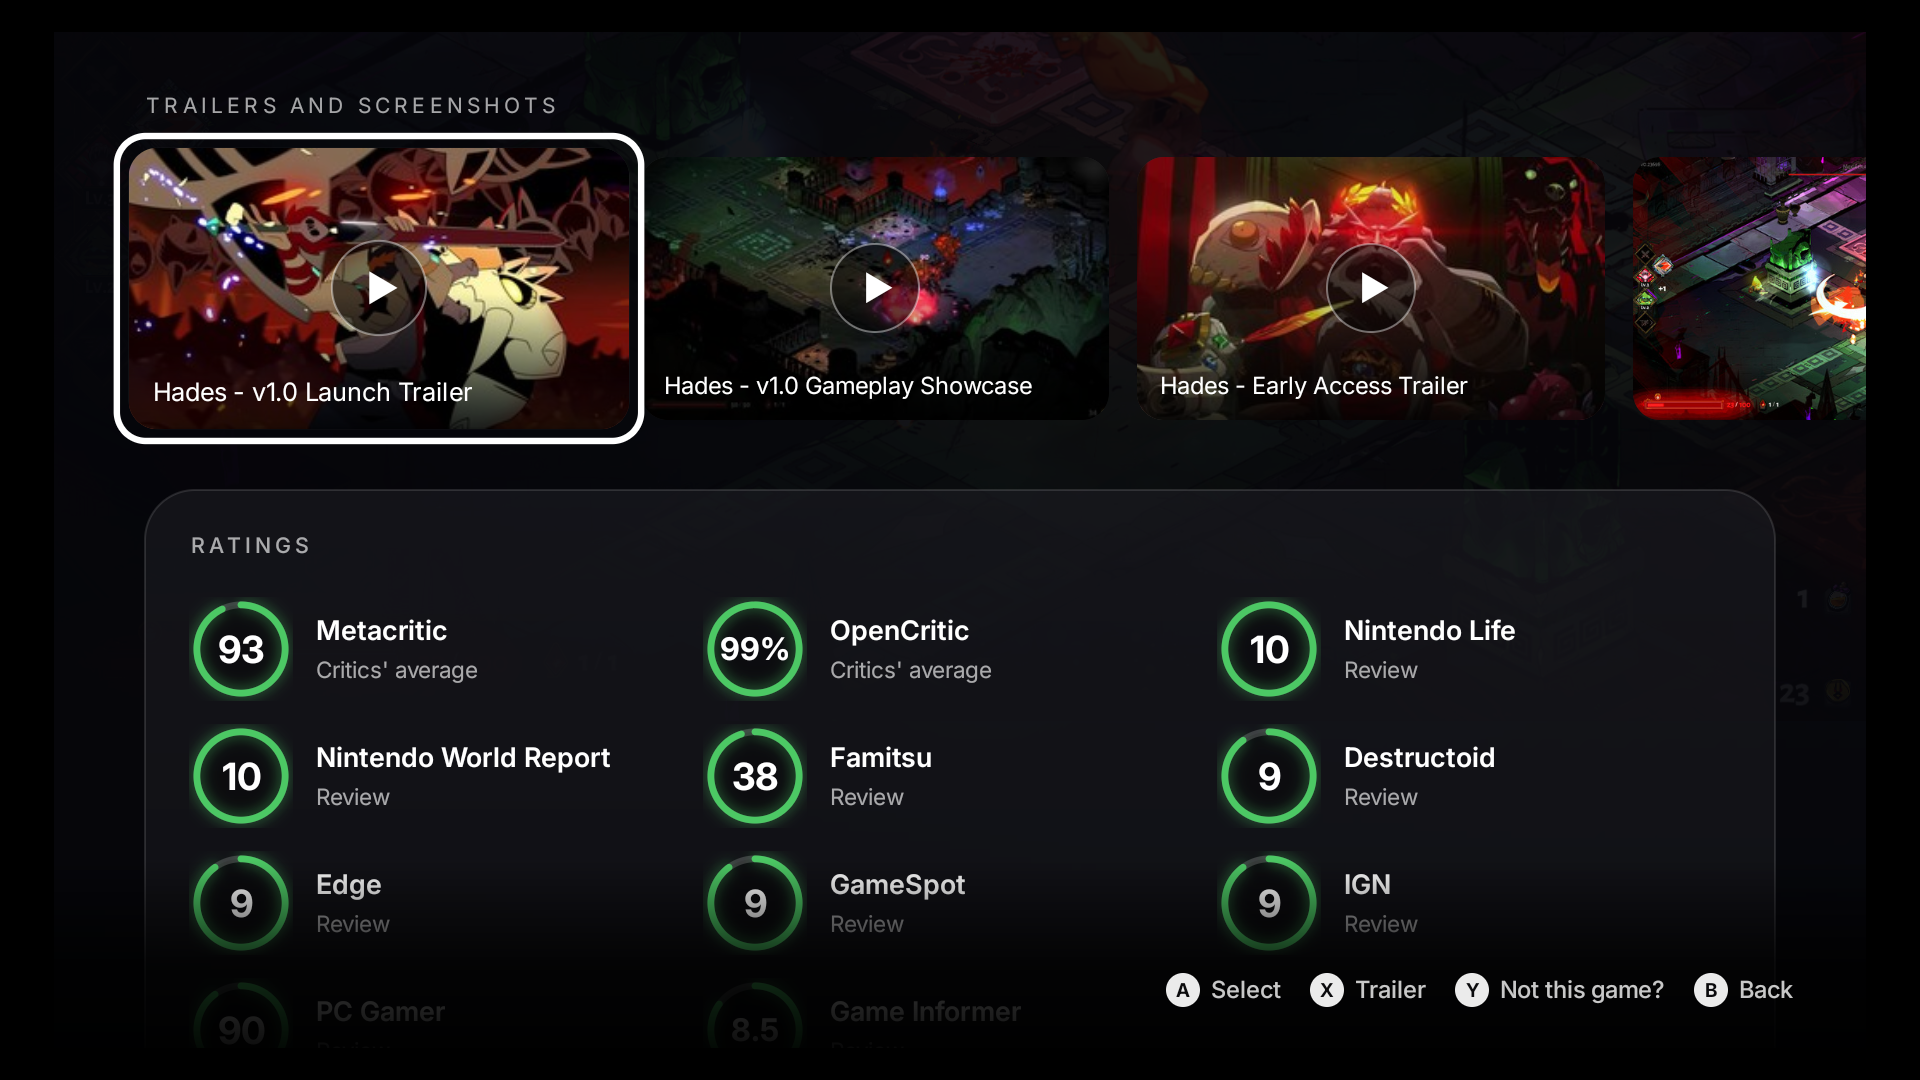 TRAILERS AND SCREENSHOTS
Hades - v1.0 Launch Trailer
Hades - v1.0 Gameplay Showcase
Hades - Early Access Trailer
RATINGS
93
Metacritic
Critics' average
99%
OpenCritic
Critics' average
10
Nintendo Life
Review
10
Nintendo World Report
Review
38
Famitsu
Review
9
Destructoid
Review
9
Edge
Review
9
GameSpot
Review
9
IGN
Review
90
PC Gamer
8.5
Game Informer
1
23
A Select
X Trailer
Y Not this game?
B Back